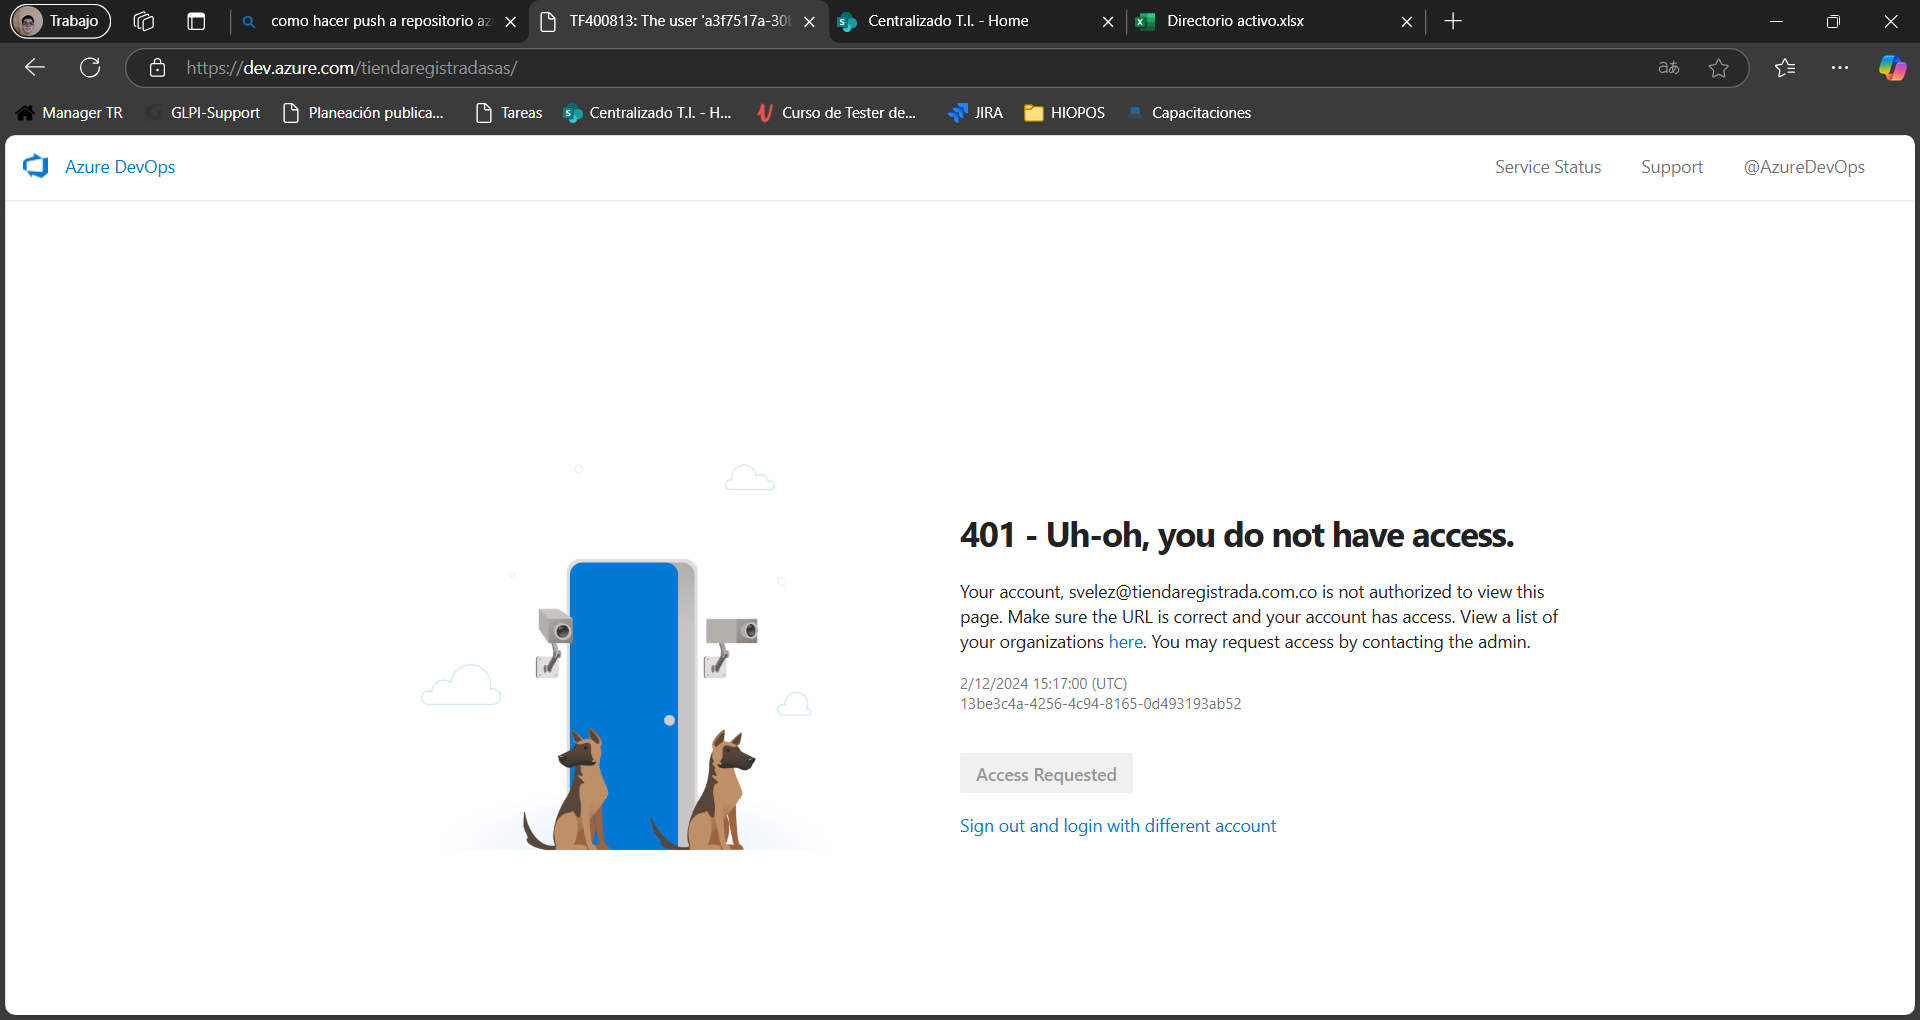 Trabajo
como hacer push a repositorio az
TF400813: The user 'a3f7517a-30b
Centralizado T.I. - Home
Directorio activo.xlsx
https://dev.azure.com/tiendaregistradasas/
Manager TR
GLPI-Support
Planeación publica...
Tareas
Centralizado T.I. - H...
Curso de Tester de...
JIRA
HIOPOS
Capacitaciones
Azure DevOps
Service Status
Support
@AzureDevOps
401 - Uh-oh, you do not have access.
Your account, svelez@tiendaregistrada.com.co is not authorized to view this
page. Make sure the URL is correct and your account has access. View a list of
your organizations here. You may request access by contacting the admin.
2/12/2024 15:17:00 (UTC)
13be3c4a-4256-4c94-8165-0d493193ab52
Access Requested
Sign out and login with different account